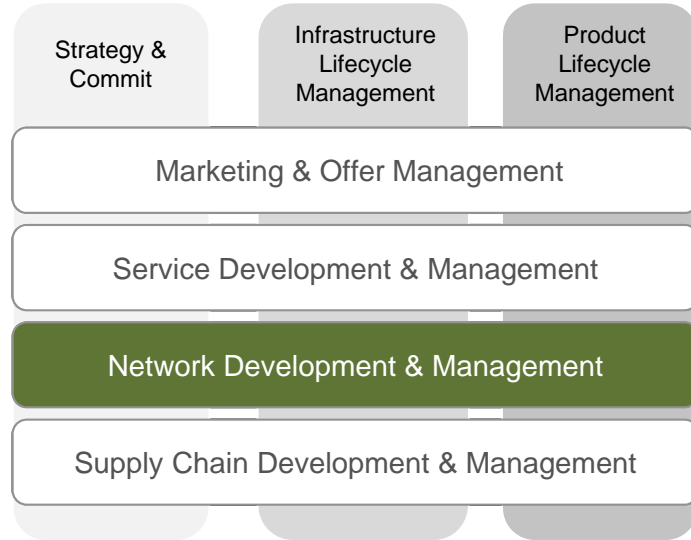 Strategy &
Commit
Infrastructure
Lifecycle
Management
Product
Lifecycle
Management
Marketing & Offer Management
Service Development & Management
Network Development & Management
Supply Chain Development & Management